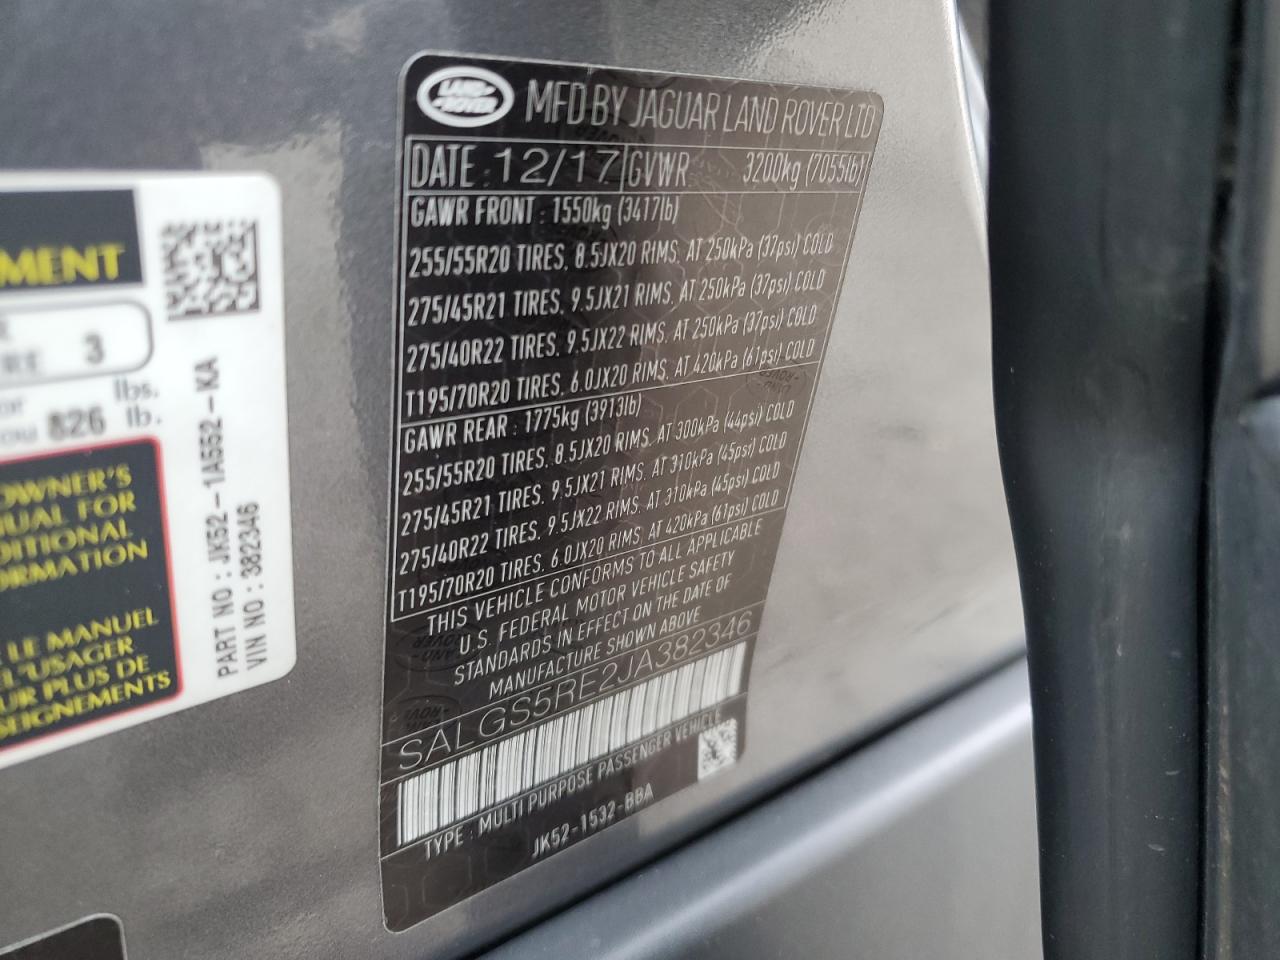 LAND
ROVER
MFD BY JAGUAR LAND ROVER LTD
DATE : 12/17 GVWR 3200kg (7055lb)
GAWR FRONT : 1550kg (3417lb)
255/55R20 TIRES, 8.5JX20 RIMS, AT 250kPa (37psi) COLD
275/45R21 TIRES, 9.5JX21 RIMS, AT 250kPa (37psi) COLD
275/40R22 TIRES, 9.5JX22 RIMS, AT 250kPa (37psi) COLD
T195/70R20 TIRES, 6.0JX20 RIMS, AT 420kPa (61psi) COLD
GAWR REAR : 1775kg (3913lb)
255/55R20 TIRES, 8.5JX20 RIMS, AT 300kPa (44psi) COLD
275/45R21 TIRES, 9.5JX21 RIMS, AT 310kPa (45psi) COLD
275/40R22 TIRES, 9.5JX22 RIMS, AT 310kPa (45psi) COLD
T195/70R20 TIRES, 6.0JX20 RIMS, AT 420kPa (61psi) COLD
THIS VEHICLE CONFORMS TO ALL APPLICABLE
U.S. FEDERAL MOTOR VEHICLE SAFETY
STANDARDS IN EFFECT ON THE DATE OF
MANUFACTURE SHOWN ABOVE
SALGS5RE2JA382346
TYPE : MULTI PURPOSE PASSENGER VEHICLE
JK52-1532-BBA
MENT
3
lbs.
826 lb.
OWNER'S
FOR
LE MANUEL
L'USAGER
PLUS DE
PART NO : JK52-1A552-KA
VIN NO : 382346